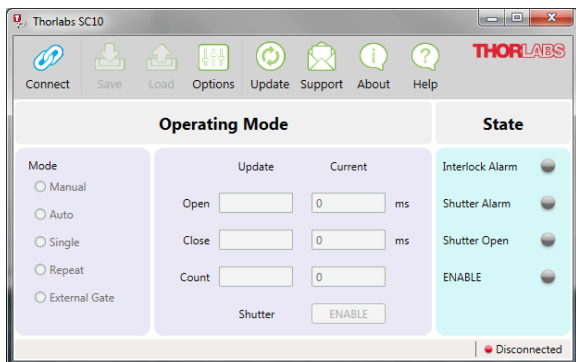 Thorlabs SC10
Connect Save Load Options Update Support About Help
THORLABS
Operating Mode State
Mode
Manual
Auto
Single
Repeat
External Gate
Update Current
Open 0 ms
Close 0 ms
Count 0
Shutter ENABLE
Interlock Alarm
Shutter Alarm
Shutter Open
ENABLE
Disconnected